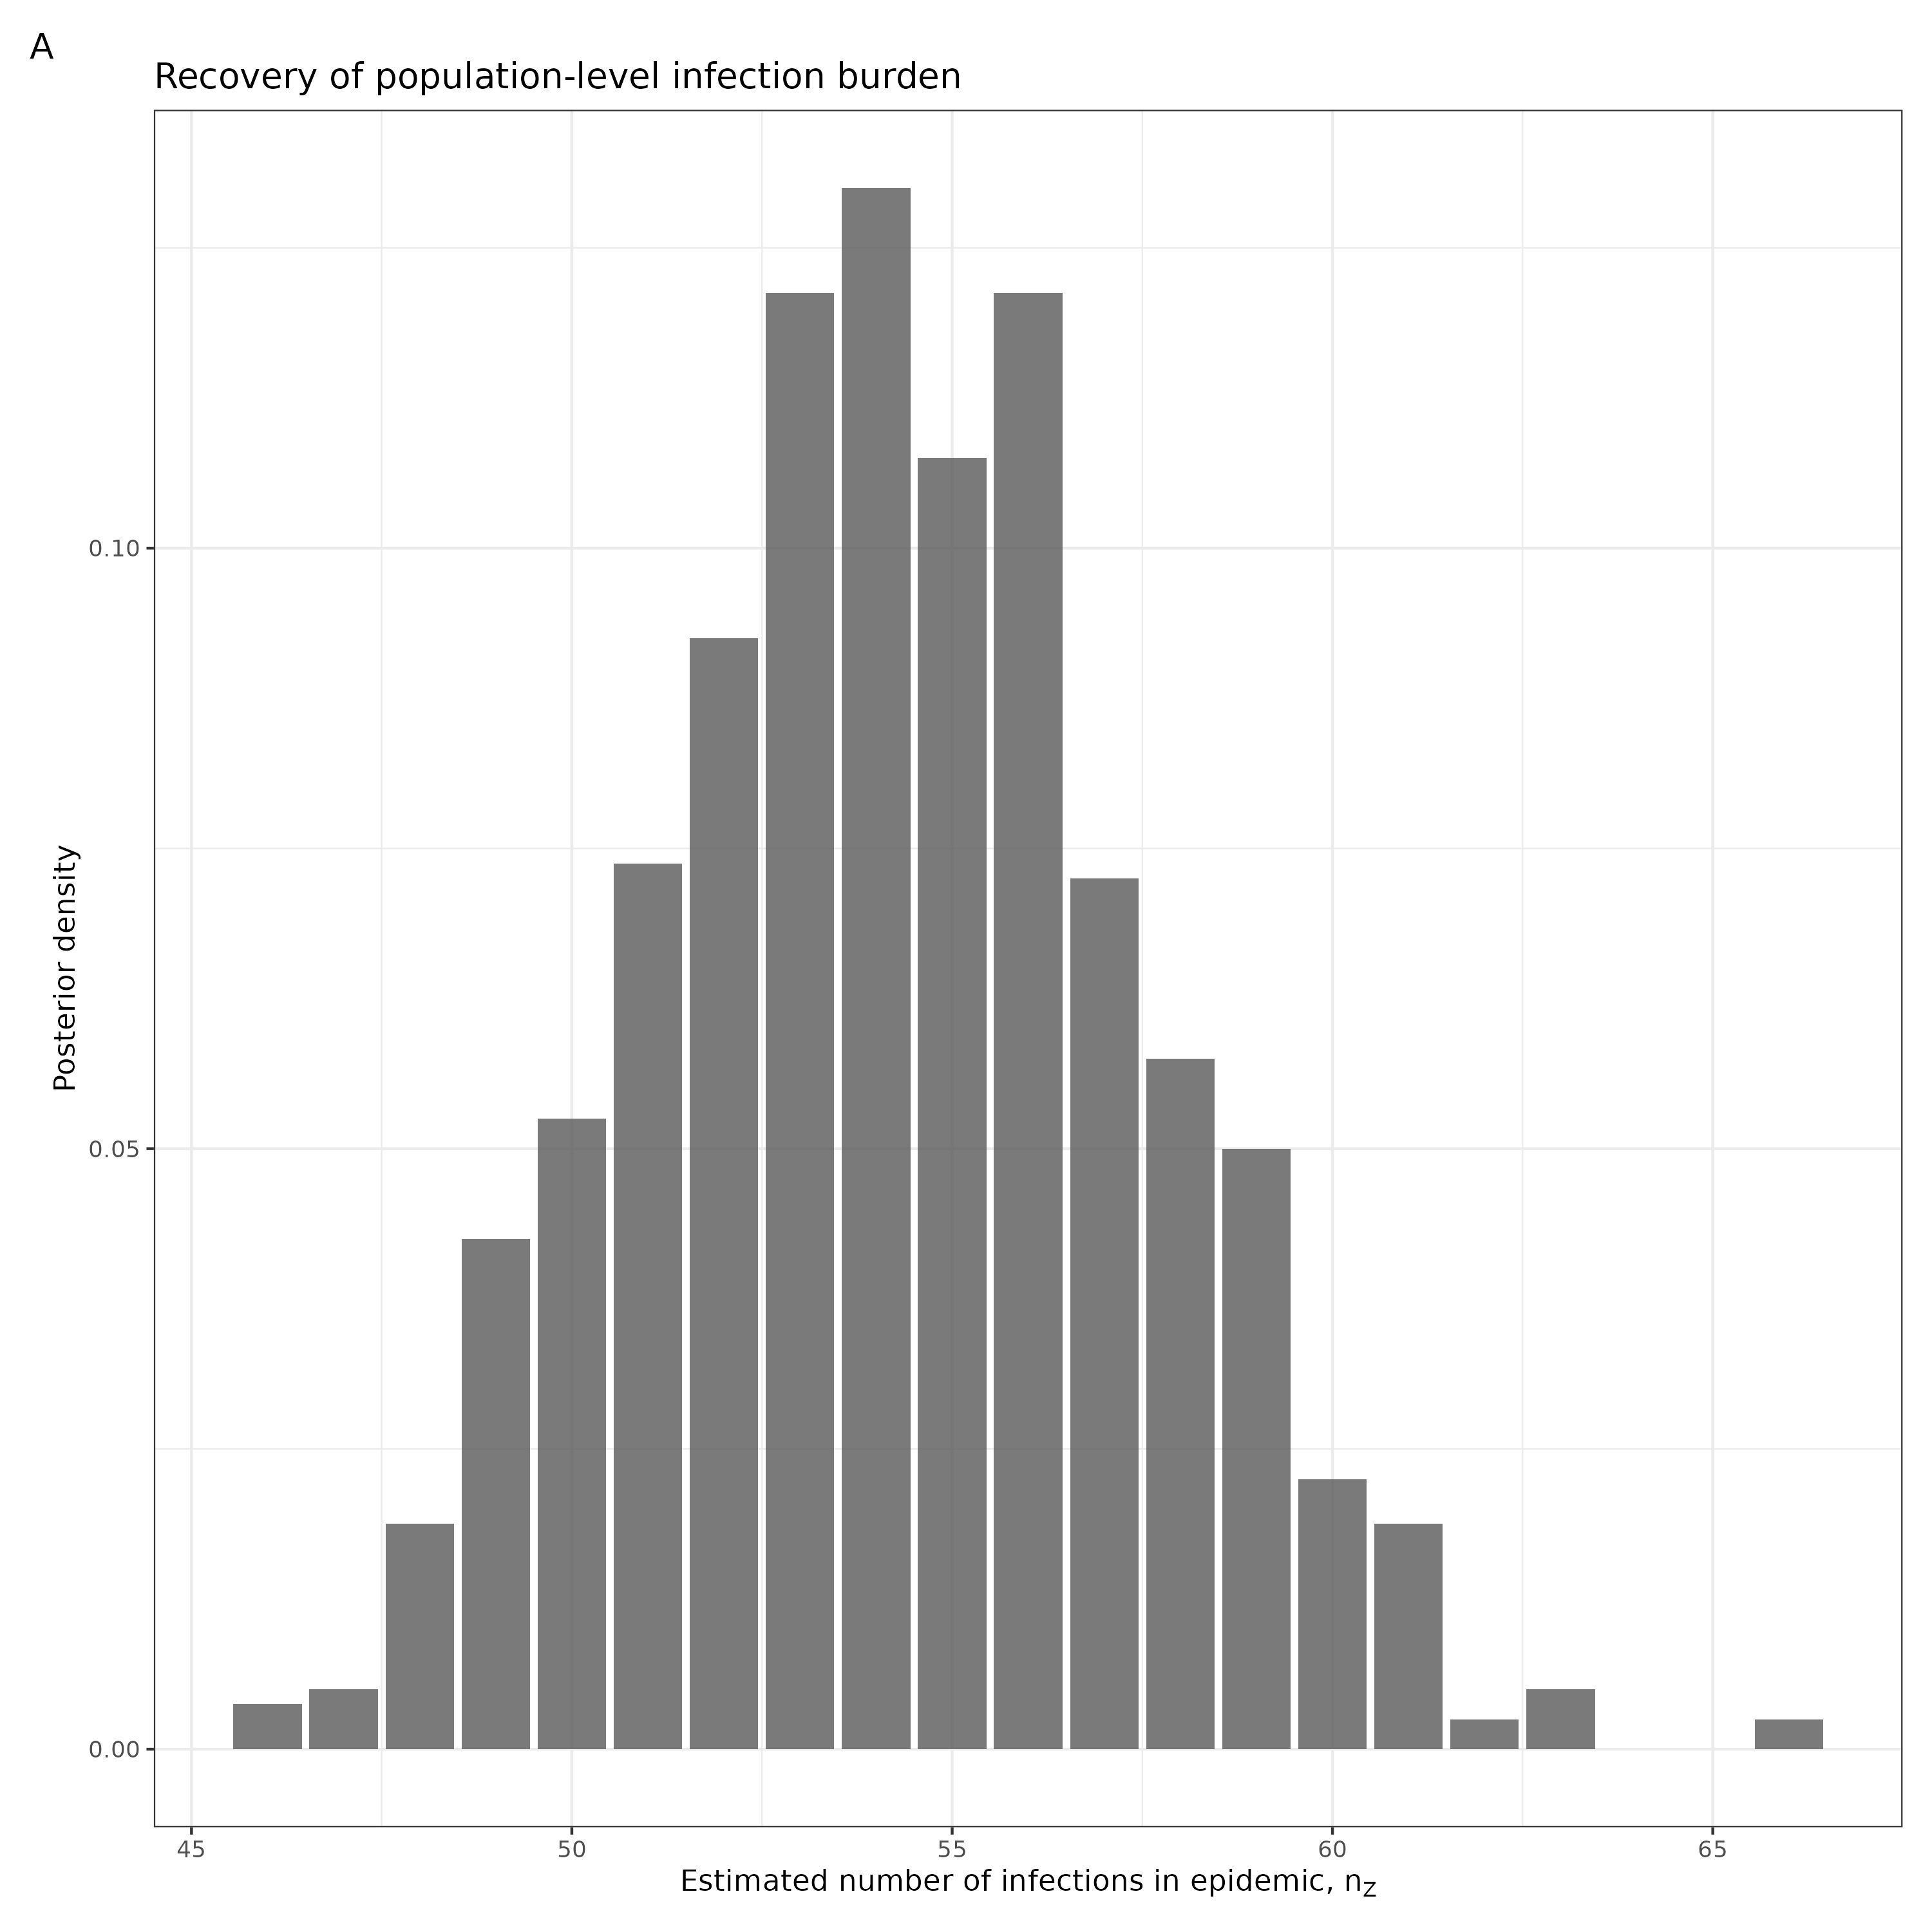 A
Recovery of population-level infection burden
Posterior density
0.10
0.05
0.00
45 50 55 60 65
Estimated number of infections in epidemic, nZ